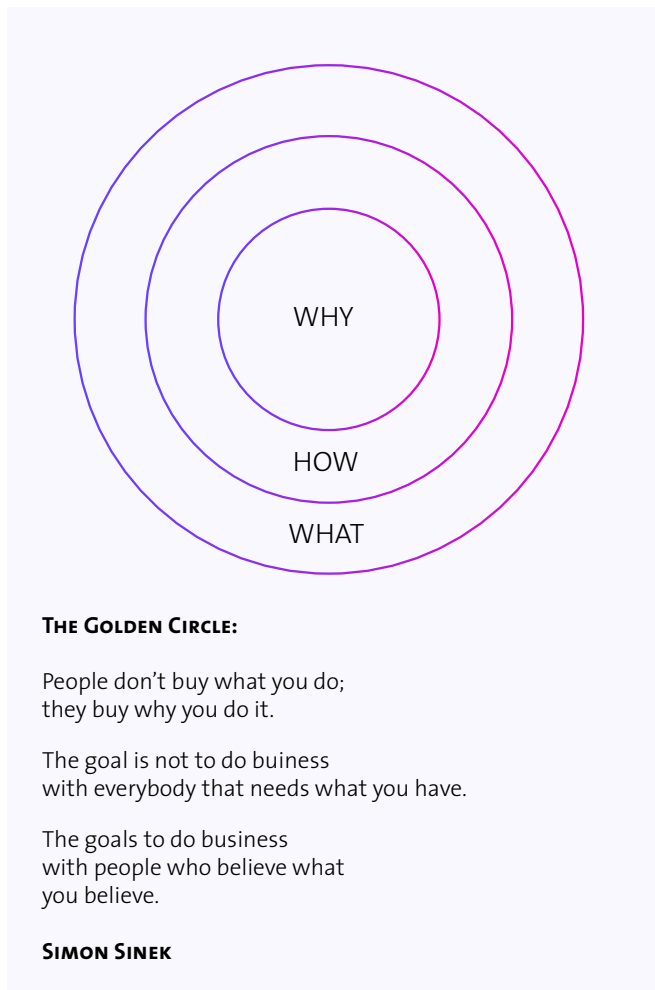 WHY
HOW
WHAT
THE GOLDEN CIRCLE:
People don’t buy what you do;
they buy why you do it.
The goal is not to do buiness
with everybody that needs what you have.
The goals to do business
with people who believe what
you believe.
SIMON SINEK